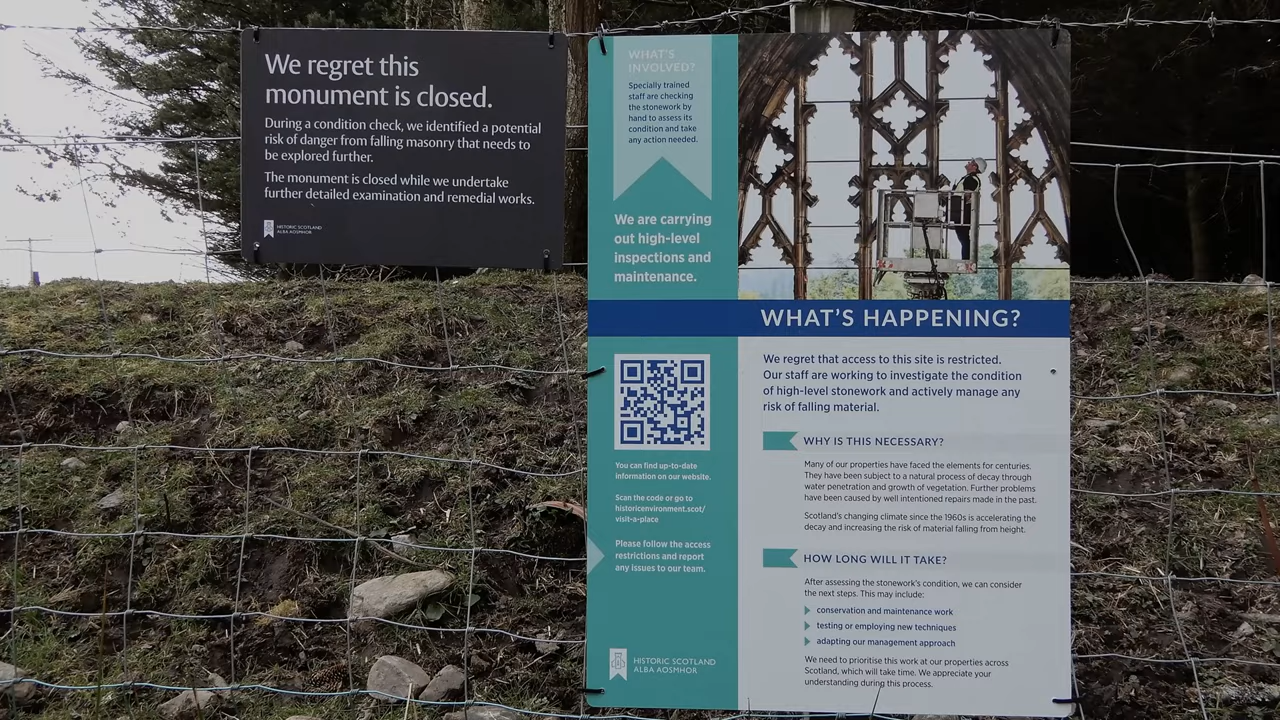 We regret this
monument is closed.
During a condition check, we identified a potential
risk of danger from falling masonry that needs to
be explored further.
The monument is closed while we undertake
further detailed examination and remedial works.
HISTORIC SCOTLAND
ALBA AOSMHOR
WHAT'S
INVOLVED?
Specially trained
staff are checking
the stonework by
hand to assess its
condition and take
any action needed.
We are carrying
out high-level
inspections and
maintenance.
WHAT'S HAPPENING?
You can find up-to-date
information on our website.
Scan the code or go to
historicenvironment.scot/
visit-a-place
Please follow the access
restrictions and report
any issues to our team.
HISTORIC SCOTLAND
ALBA AOSMHOR
We regret that access to this site is restricted.
Our staff are working to investigate the condition
of high-level stonework and actively manage any
risk of falling material.
WHY IS THIS NECESSARY?
Many of our properties have faced the elements for centuries.
They have been subject to a natural process of decay through
water penetration and growth of vegetation. Further problems
have been caused by well intentioned repairs made in the past.
Scotland's changing climate since the 1960s is accelerating the
decay and increasing the risk of material falling from height.
HOW LONG WILL IT TAKE?
After assessing the stonework's condition, we can consider
the next steps. This may include:
conservation and maintenance work
testing or employing new techniques
adapting our management approach
We need to prioritise this work at our properties across
Scotland, which will take time. We appreciate your
understanding during this process.